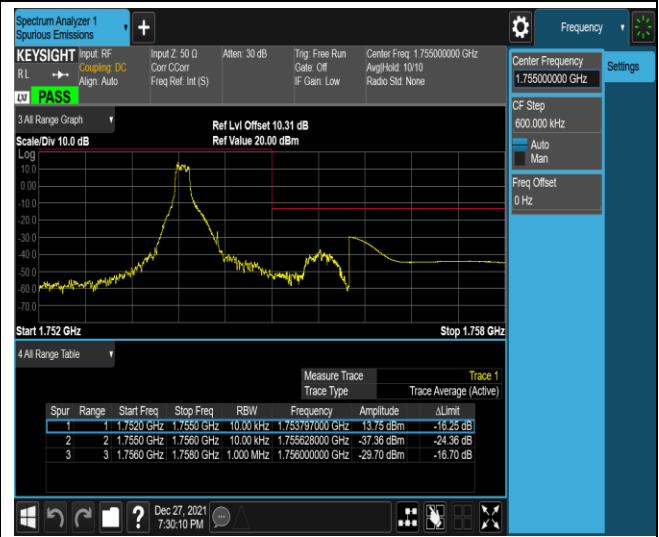 Spectrum Analyzer 1
Spurious Emissions
+
Frequency
KEYSIGHT
RL
Input: RF
Coupling: DC
Align: Auto
Input Z: 50 Ω
Corr CCorr
Freq Ref: Int (S)
Atten: 30 dB
Trig: Free Run
Gate: Off
IF Gain: Low
Center Freq: 1.755000000 GHz
Avg|Hold: 10/10
Radio Std: None
LXI PASS
Center Frequency
1.755000000 GHz
Settings
CF Step
600.000 kHz
Auto
Man
Freq Offset
0 Hz
3 All Range Graph
Scale/Div 10.0 dB
Ref Lvl Offset 10.31 dB
Ref Value 20.00 dBm
Log
10.0
0.00
-10.0
-20.0
-30.0
-40.0
-50.0
-60.0
-70.0
Start 1.752 GHz
Stop 1.758 GHz
4 All Range Table
Measure Trace Trace 1
Trace Type Trace Average (Active)
Spur Range Start Freq Stop Freq RBW Frequency Amplitude ΔLimit
1 1 1.7520 GHz 1.7550 GHz 10.00 kHz 1.753797000 GHz 13.75 dBm -16.25 dB
2 2 1.7550 GHz 1.7560 GHz 10.00 kHz 1.755628000 GHz -37.36 dBm -24.36 dB
3 3 1.7560 GHz 1.7580 GHz 1.000 MHz 1.756000000 GHz -29.70 dBm -16.70 dB
?
Dec 27, 2021
7:30:10 PM